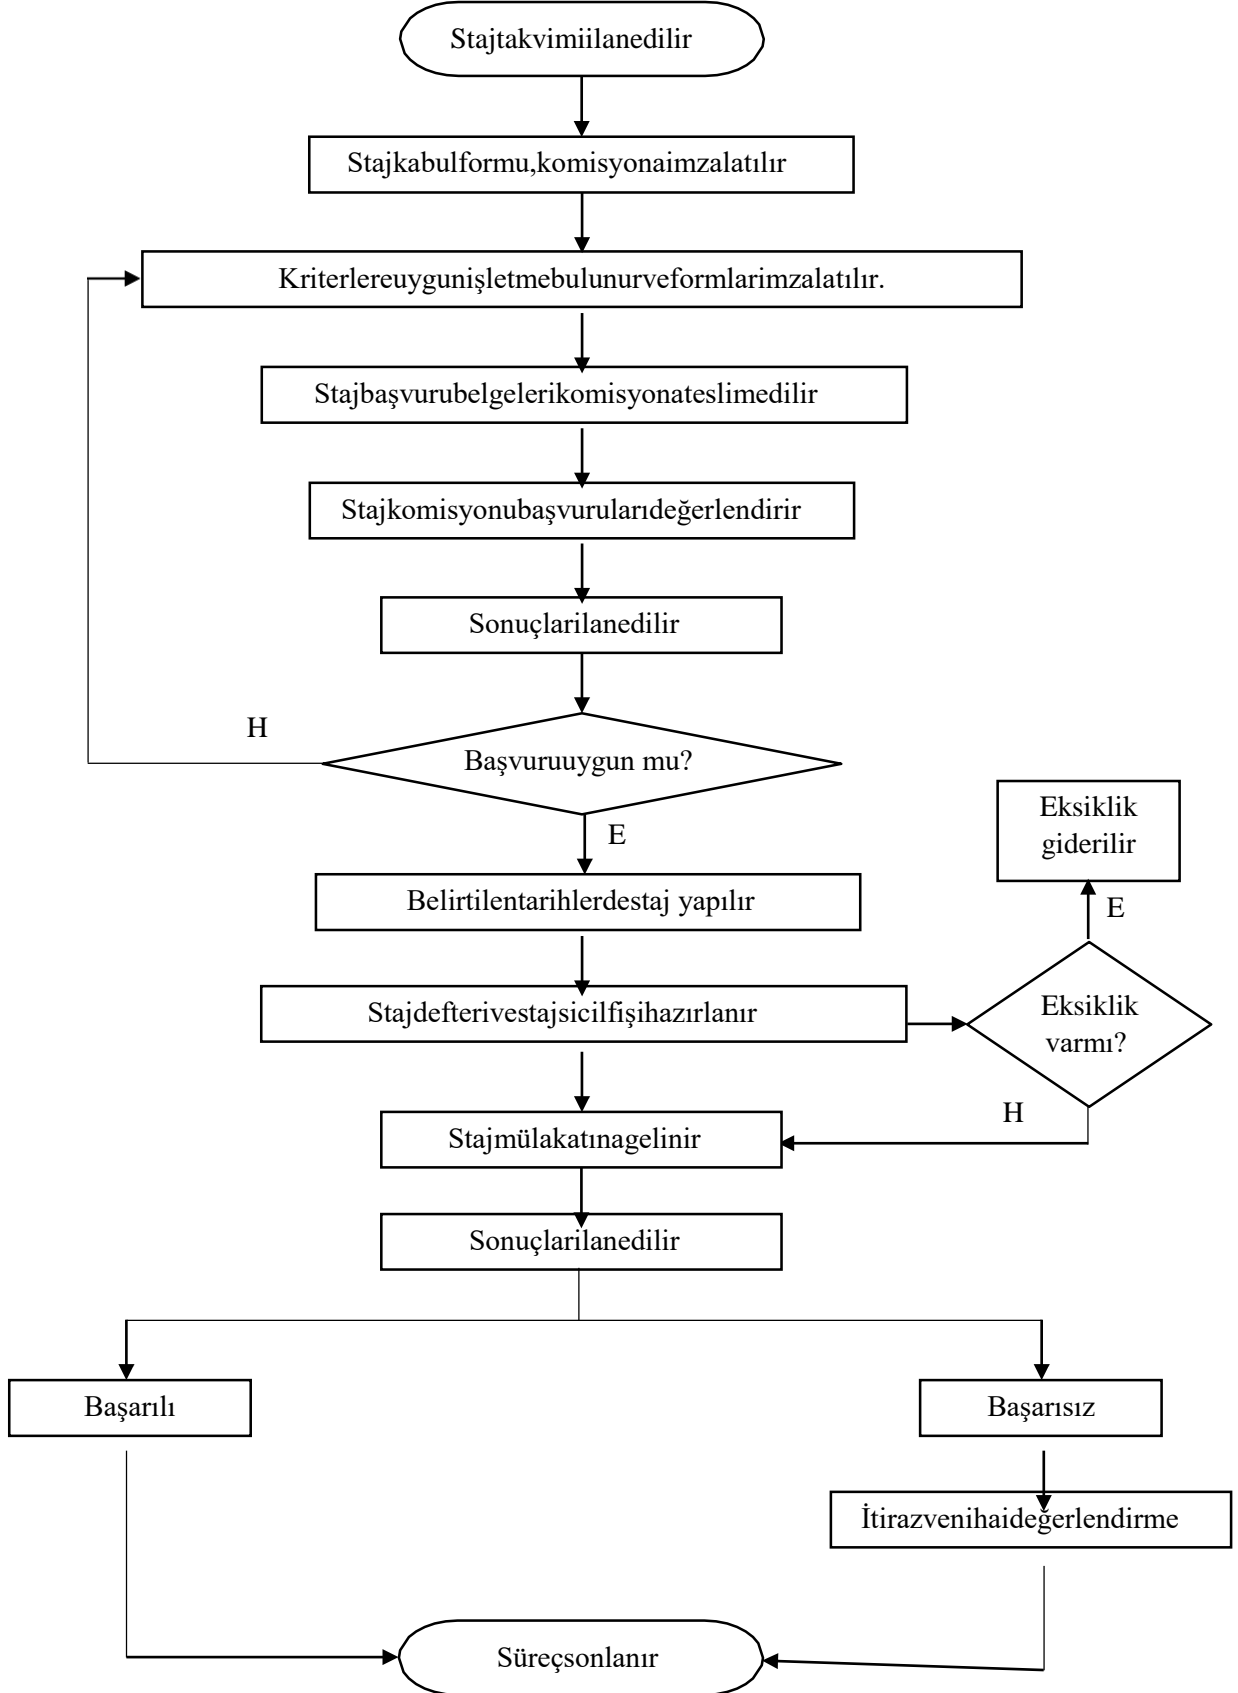 Stajtakvimiilanedilir
Stajkabulformu,komisyonaimzalatılır
Kriterlereuygunişletmebulunurveformlarimzalatılır.
Stajbaşvurubelgelerikomisyonateslimedilir
Stajkomisyonubaşvurularıdeğerlendirir
Sonuçlarilanedilir
H
Başvuruuygun mu?
E
Eksiklik
giderilir
E
Belirtilentarihlerdestaj yapılır
Stajdefterivestajsicilfişihazırlanır
Eksiklik
varmı?
H
Stajmülakatınagelinir
Sonuçlarilanedilir
Başarılı
Başarısız
İtirazvenihaideğerlendirme
Süreçsonlanır